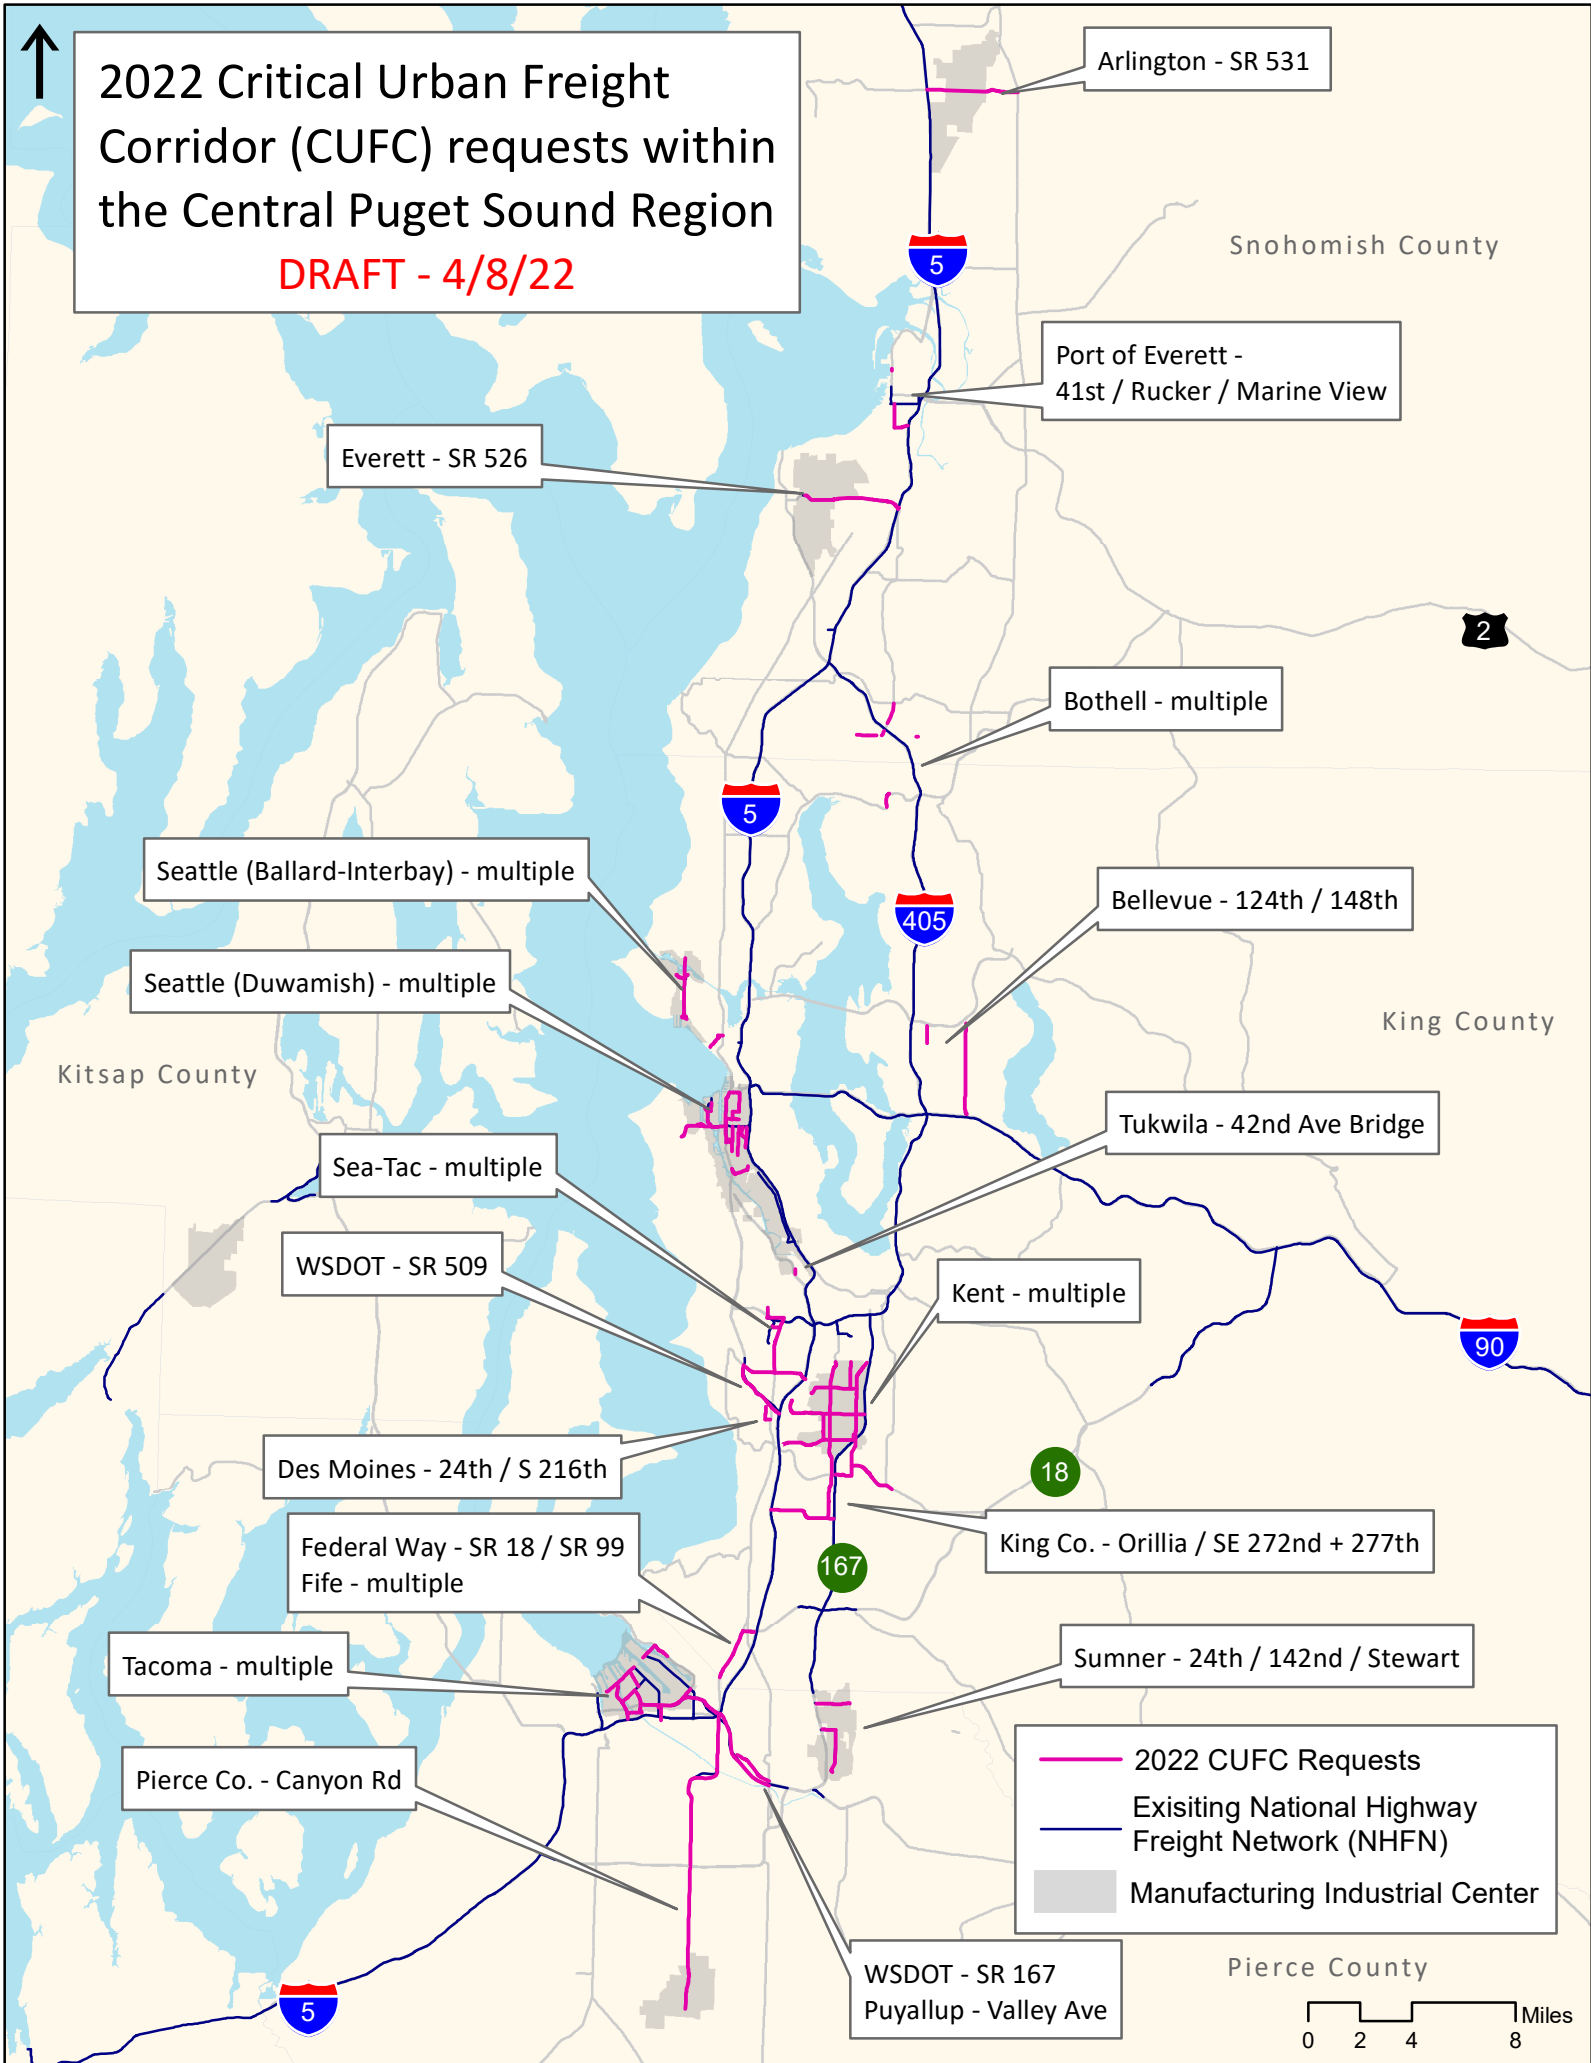 2022 Critical Urban Freight
Corridor (CUFC) requests within
the Central Puget Sound Region
DRAFT - 4/8/22
Arlington - SR 531
Snohomish County
5
Port of Everett -
41st / Rucker / Marine View
Everett - SR 526
2
Bothell - multiple
5
Seattle (Ballard-Interbay) - multiple
Bellevue - 124th / 148th
405
Seattle (Duwamish) - multiple
King County
Kitsap County
Tukwila - 42nd Ave Bridge
Sea-Tac - multiple
WSDOT - SR 509
Kent - multiple
90
Des Moines - 24th / S 216th
18
Federal Way - SR 18 / SR 99
Fife - multiple
King Co. - Orillia / SE 272nd + 277th
167
Tacoma - multiple
Sumner - 24th / 142nd / Stewart
Pierce Co. - Canyon Rd
2022 CUFC Requests
Exisiting National Highway
Freight Network (NHFN)
Manufacturing Industrial Center
WSDOT - SR 167
Puyallup - Valley Ave
Pierce County
5
Miles
0 2 4 8